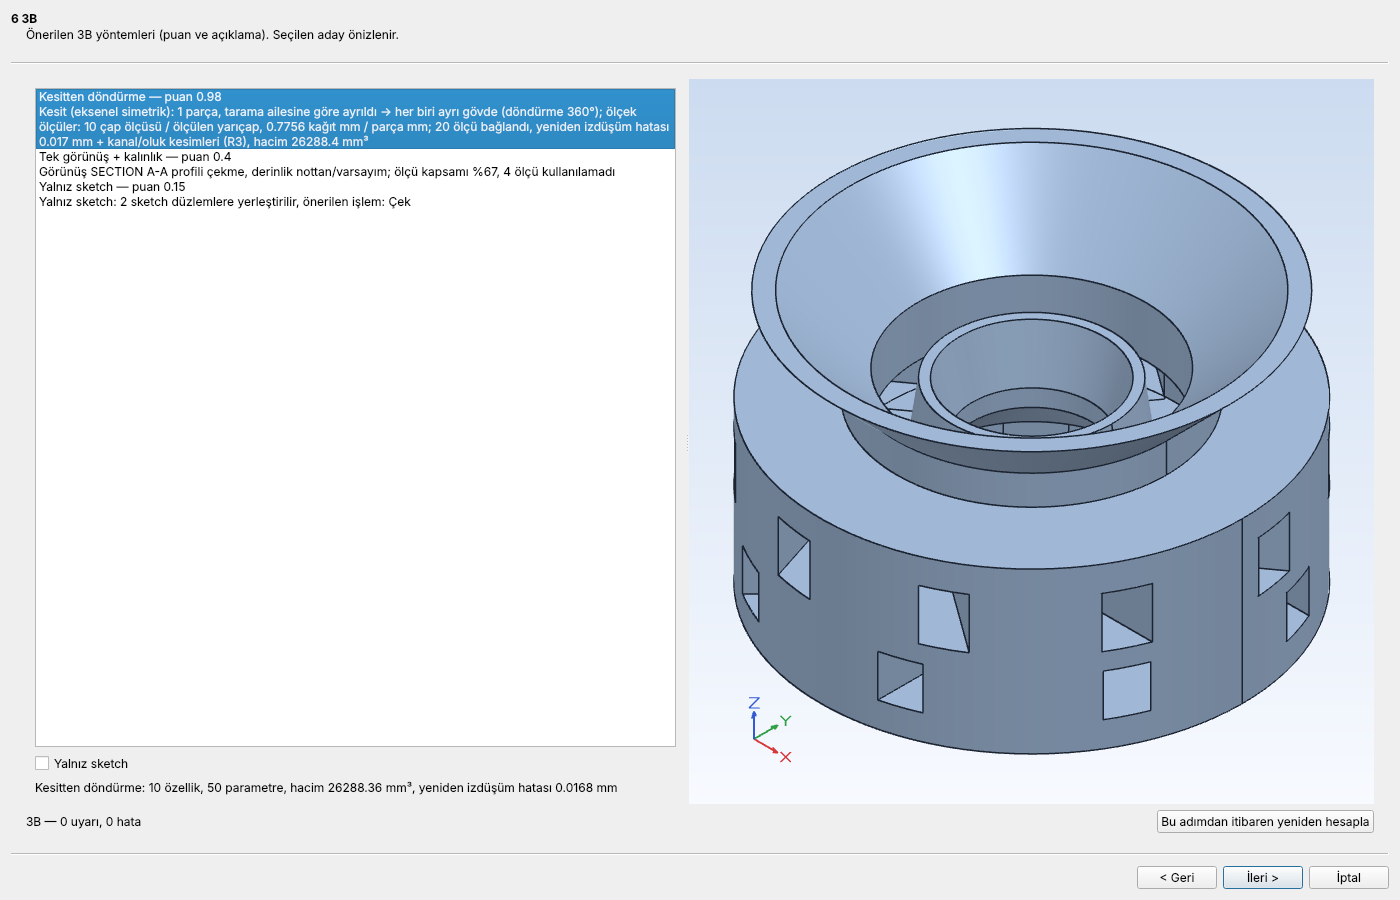 6 3B
Önerilen 3B yöntemleri (puan ve açıklama). Seçilen aday önizlenir.
Kesitten döndürme — puan 0.98
Kesit (eksenel simetrik): 1 parça, tarama ailesine göre ayrıldı → her biri ayrı gövde (döndürme 360°); ölçek
ölçüler: 10 çap ölçüsü / ölçülen yarıçap, 0.7756 kağıt mm / parça mm; 20 ölçü bağlandı, yeniden izdüşüm hatası
0.017 mm + kanal/oluk kesimleri (R3), hacim 26288.4 mm³
Tek görünüş + kalınlık — puan 0.4
Görünüş SECTION A-A profili çekme, derinlik nottan/varsayım; ölçü kapsamı %67, 4 ölçü kullanılamadı
Yalnız sketch — puan 0.15
Yalnız sketch: 2 sketch düzlemlere yerleştirilir, önerilen işlem: Çek
Z
Y
X
Yalnız sketch
Kesitten döndürme: 10 özellik, 50 parametre, hacim 26288.36 mm³, yeniden izdüşüm hatası 0.0168 mm
3B — 0 uyarı, 0 hata
Bu adımdan itibaren yeniden hesapla
< Geri
İleri >
İptal